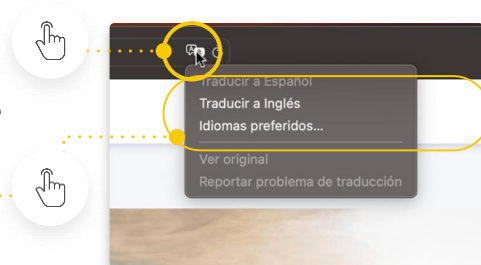 Traducir a Español
Traducir a Inglés
Idiomas preferidos...
Ver original
Reportar problema de traducción